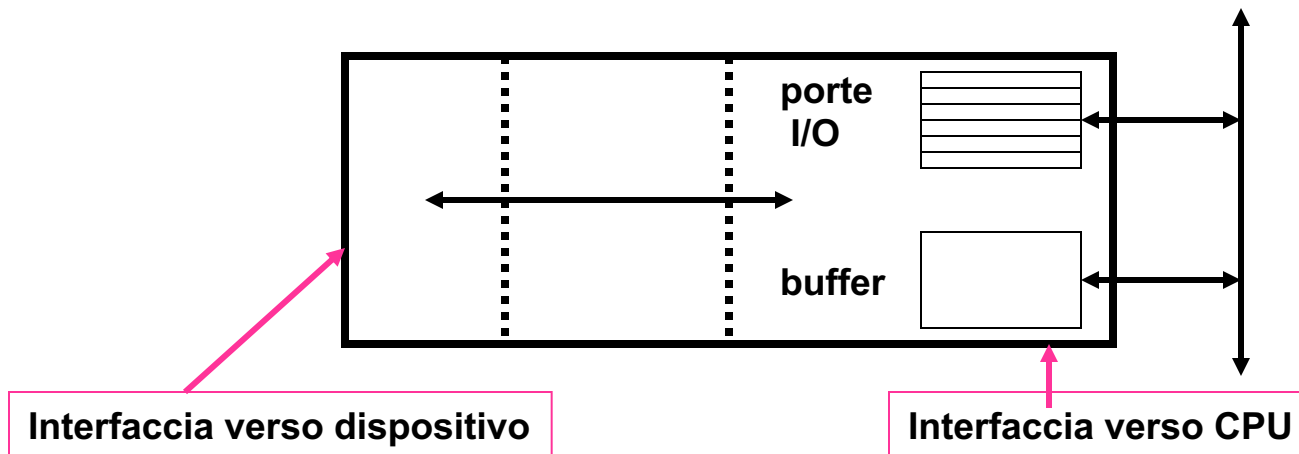 porte
I/O
buffer
Interfaccia verso dispositivo
Interfaccia verso CPU